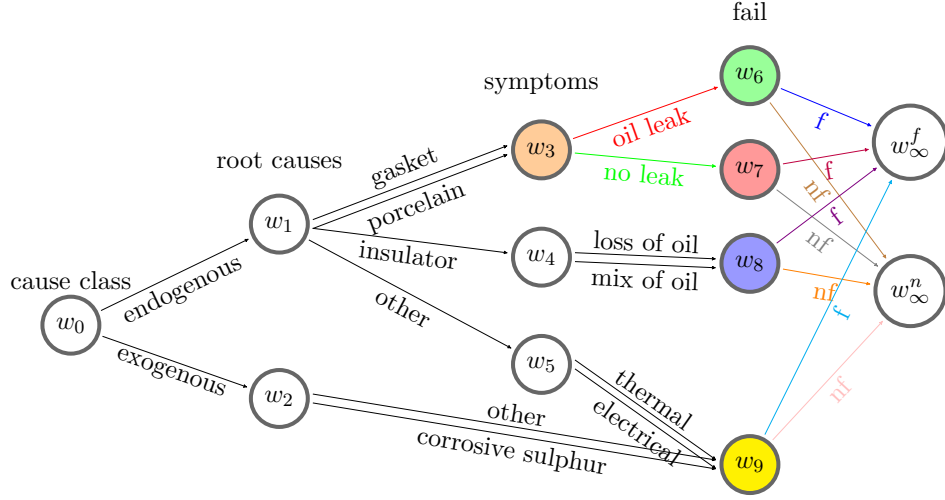 fail
symptoms
root causes
cause class
w₀
endogenous
exogenous
w₁
w₂
gasket
porcelain
insulator
other
other
corrosive sulphur
w₃
w₄
w₅
oil leak
no leak
loss of oil
mix of oil
thermal
electrical
w₆
w₇
w₈
w₉
f
nf
f
nf
f
nf
f
nf
w∞ᶠ
w∞ⁿ